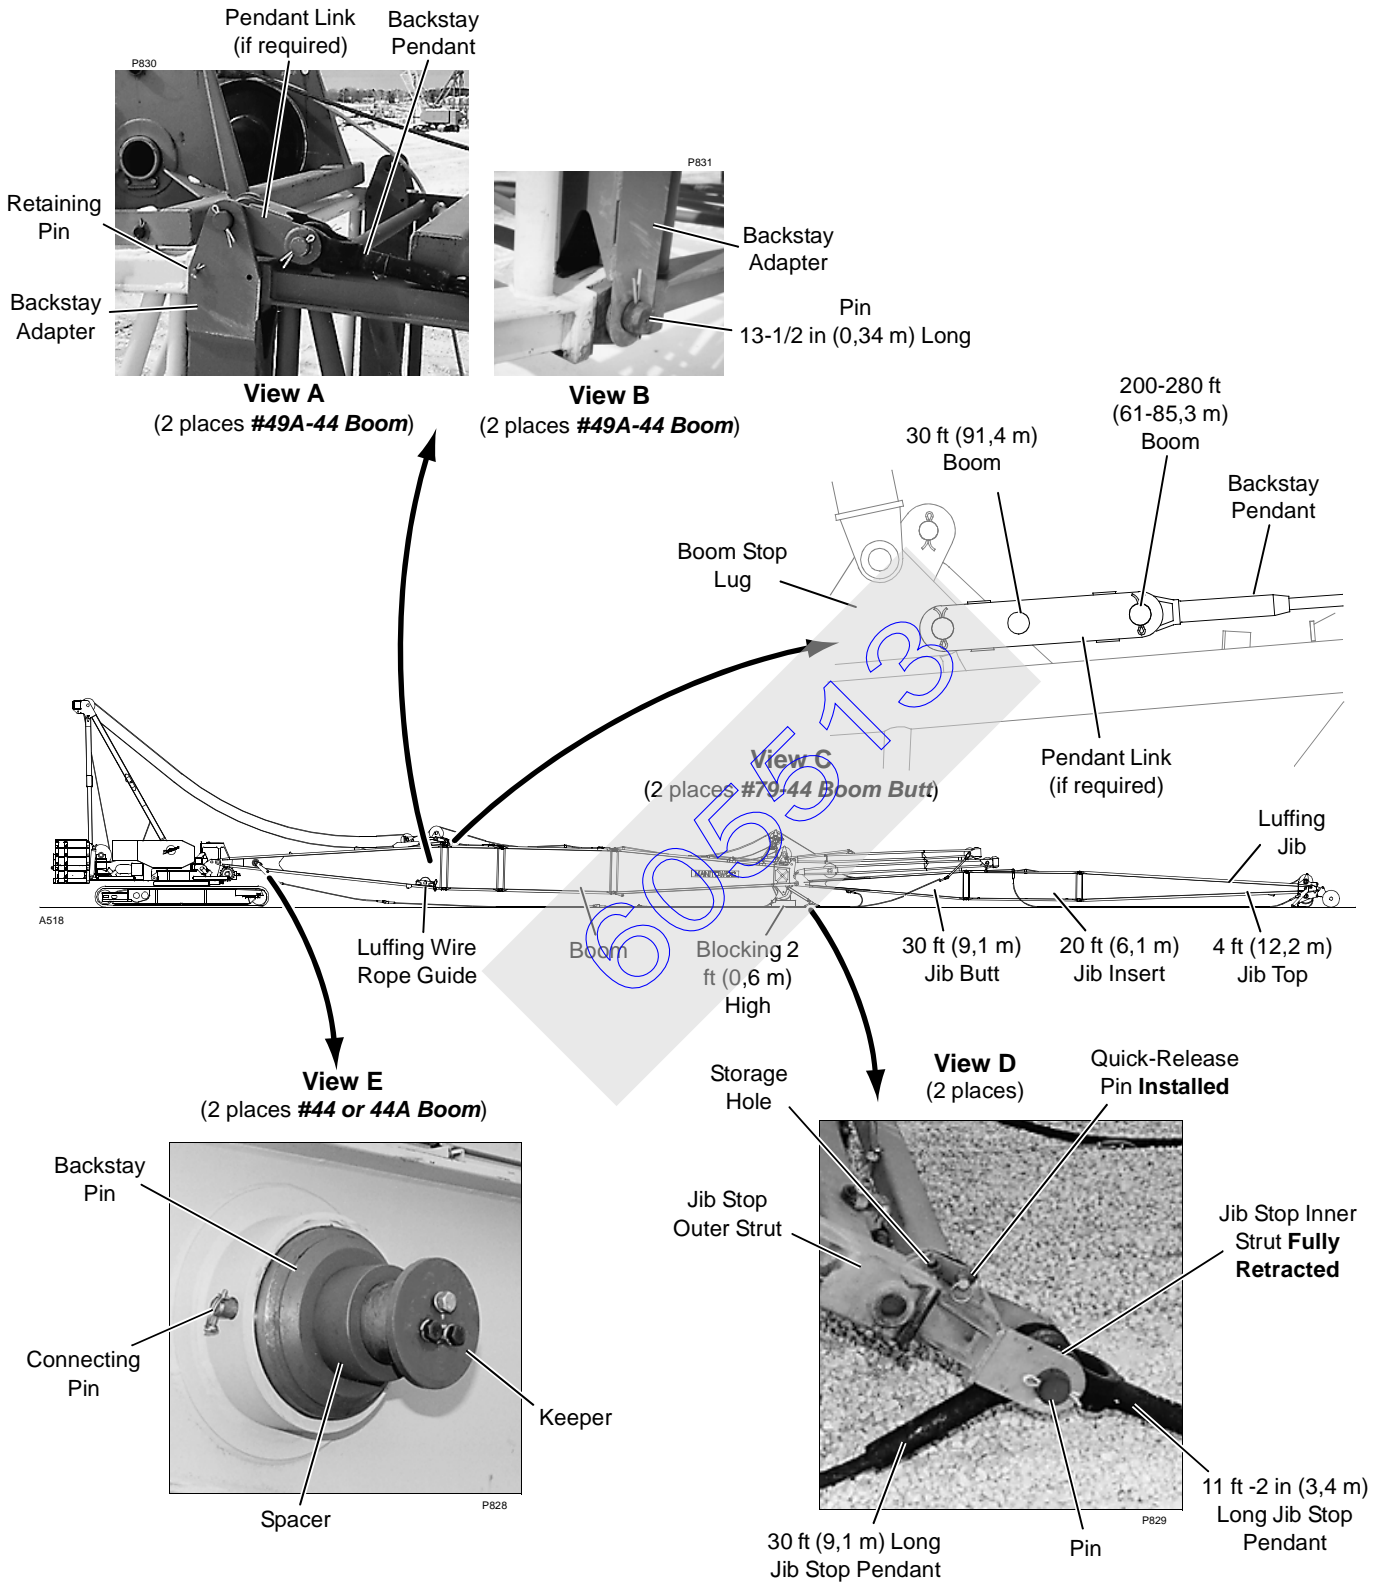 Pendant Link
(if required)
Backstay
Pendant
P830
P831
Retaining
Pin
Backstay
Adapter
Backstay
Adapter
Pin
13-1/2 in (0,34 m) Long
View A
(2 places #49A-44 Boom)
View B
(2 places #49A-44 Boom)
200-280 ft
(61-85,3 m)
Boom
30 ft (91,4 m)
Boom
Backstay
Pendant
Boom Stop
Lug
View C
(2 places #79-44 Boom Butt)
Pendant Link
(if required)
Luffing
Jib
MANITOWOC
A518
Luffing Wire
Rope Guide
Boom
Blocking 2
ft (0,6 m)
High
30 ft (9,1 m)
Jib Butt
20 ft (6,1 m)
Jib Insert
4 ft (12,2 m)
Jib Top
605513
View E
(2 places #44 or 44A Boom)
Backstay
Pin
Connecting
Pin
Keeper
Spacer
P828
View D
(2 places)
Storage
Hole
Quick-Release
Pin Installed
Jib Stop
Outer Strut
Jib Stop Inner
Strut Fully
Retracted
11 ft -2 in (3,4 m)
Long Jib Stop
Pendant
P829
30 ft (9,1 m) Long
Jib Stop Pendant
Pin